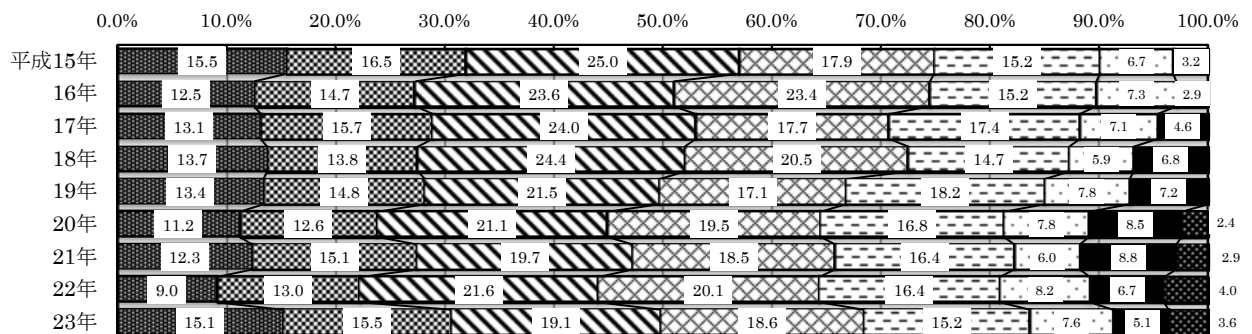 0.0% 10.0% 20.0% 30.0% 40.0% 50.0% 60.0% 70.0% 80.0% 90.0% 100.0%
平成15年 15.5 16.5 25.0 17.9 15.2 6.7 3.2
16年 12.5 14.7 23.6 23.4 15.2 7.3 2.9
17年 13.1 15.7 24.0 17.7 17.4 7.1 4.6
18年 13.7 13.8 24.4 20.5 14.7 5.9 6.8
19年 13.4 14.8 21.5 17.1 18.2 7.8 7.2
20年 11.2 12.6 21.1 19.5 16.8 7.8 8.5 2.4
21年 12.3 15.1 19.7 18.5 16.4 6.0 8.8 2.9
22年 9.0 13.0 21.6 20.1 16.4 8.2 6.7 4.0
23年 15.1 15.5 19.1 18.6 15.2 7.6 5.1 3.6